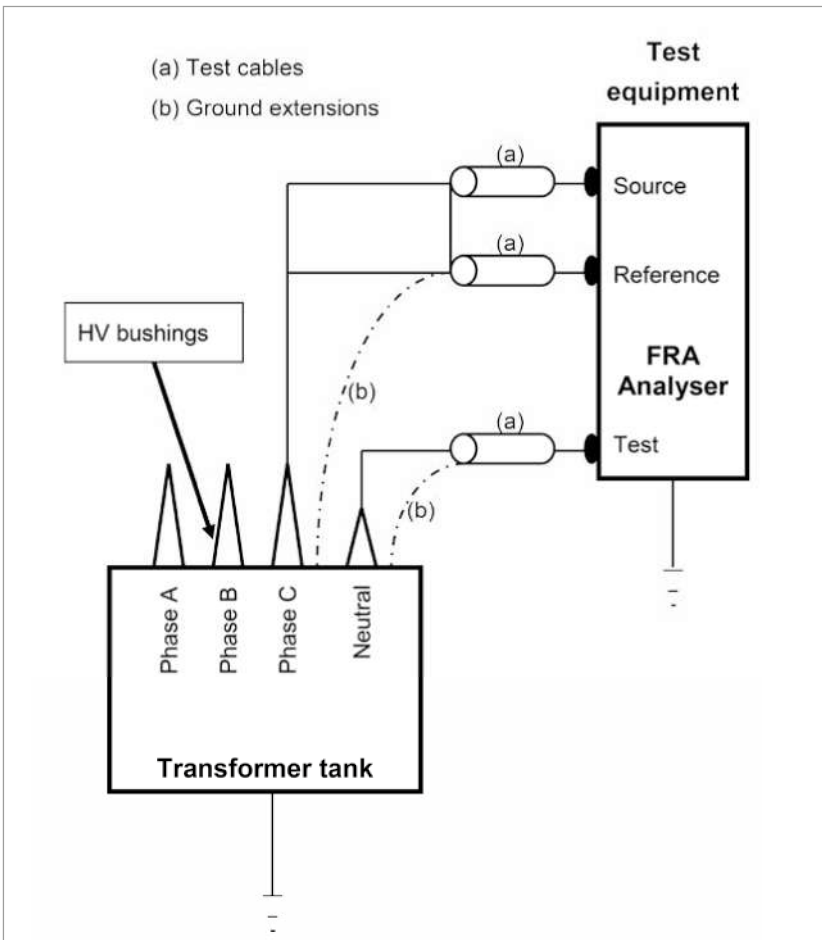 (a) Test cables
(b) Ground extensions
Test
equipment
(a)
Source
(a)
Reference
HV bushings
FRA
Analyser
(b)
(a)
Test
(b)
Phase A
Phase B
Phase C
Neutral
Transformer tank